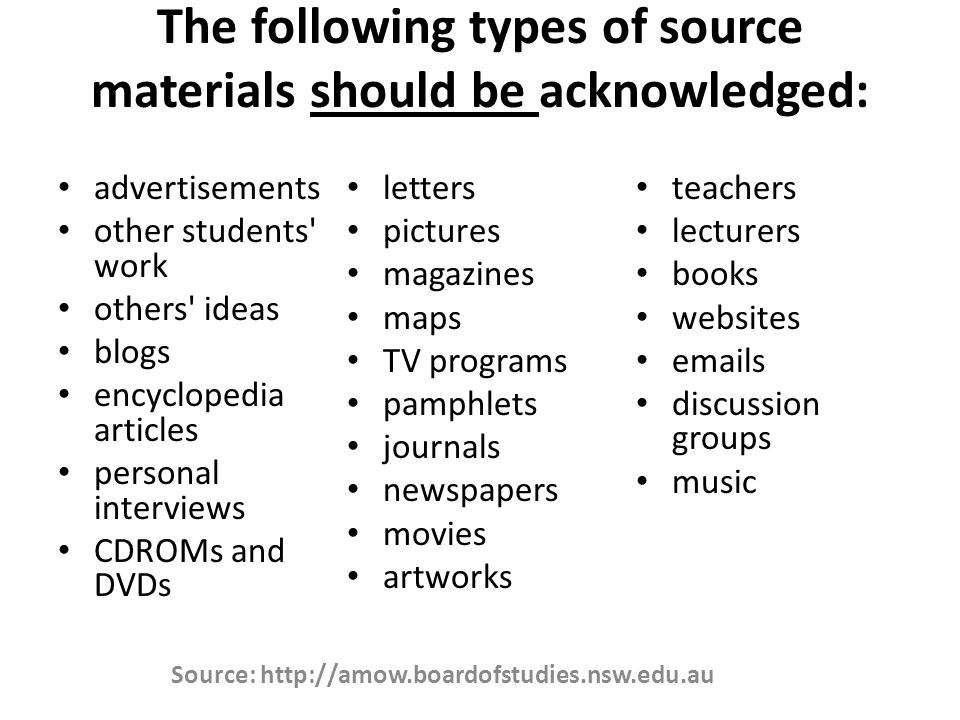 The following types of source
materials should be acknowledged:
• advertisements
• other students'
work
• others' ideas
• blogs
• encyclopedia
articles
• personal
interviews
• CDROMs and
DVDs
• letters
• pictures
• magazines
• maps
• TV programs
• pamphlets
• journals
• newspapers
• movies
• artworks
• teachers
• lecturers
• books
• websites
• emails
• discussion
groups
• music
Source: http://amow.boardofstudies.nsw.edu.au